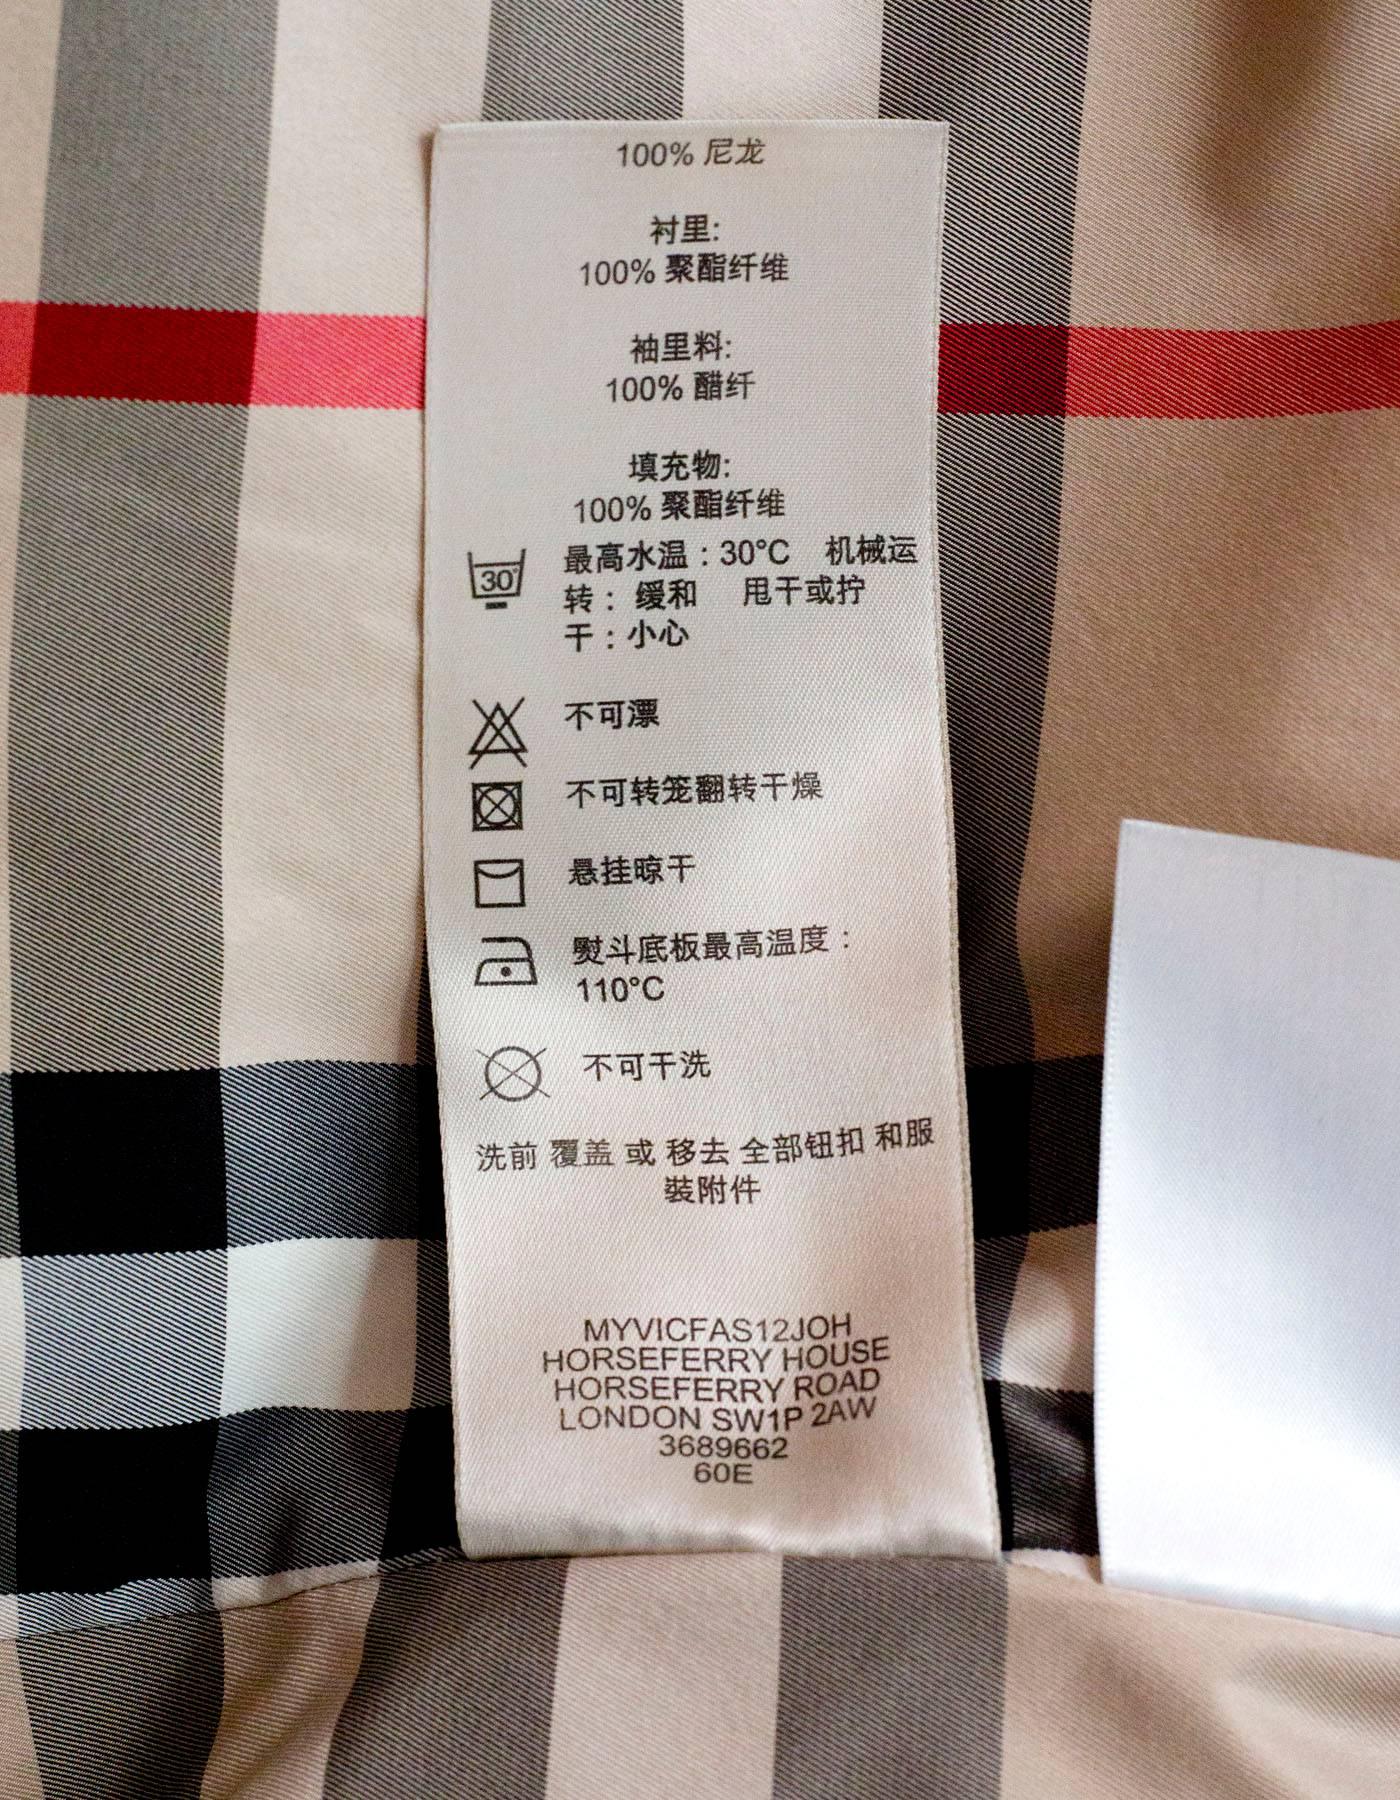 100% 尼龙
衬里:
100% 聚酯纤维
袖里料:
100% 醋纤
填充物:
100% 聚酯纤维
30°
最高水温：30°C 机械运
转： 缓和 甩干或拧
干：小心
不可漂
不可转笼翻转干燥
悬挂晾干
熨斗底板最高温度：
110°C
不可干洗
洗前 覆盖 或 移去 全部钮扣 和服
裝附件
MYVICFAS12JOH
HORSEFERRY HOUSE
HORSEFERRY ROAD
LONDON SW1P 2AW
3689662
60E